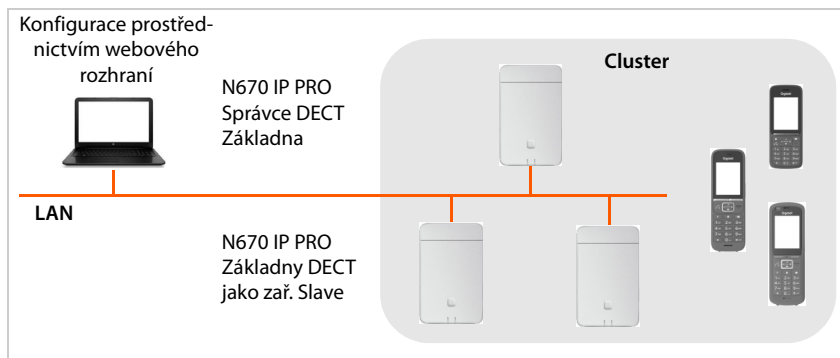 Konfigurace prostřed-
nictvím webového
rozhraní
N670 IP PRO
Správce DECT
Základna
Cluster
LAN
N670 IP PRO
Základny DECT
jako zař. Slave